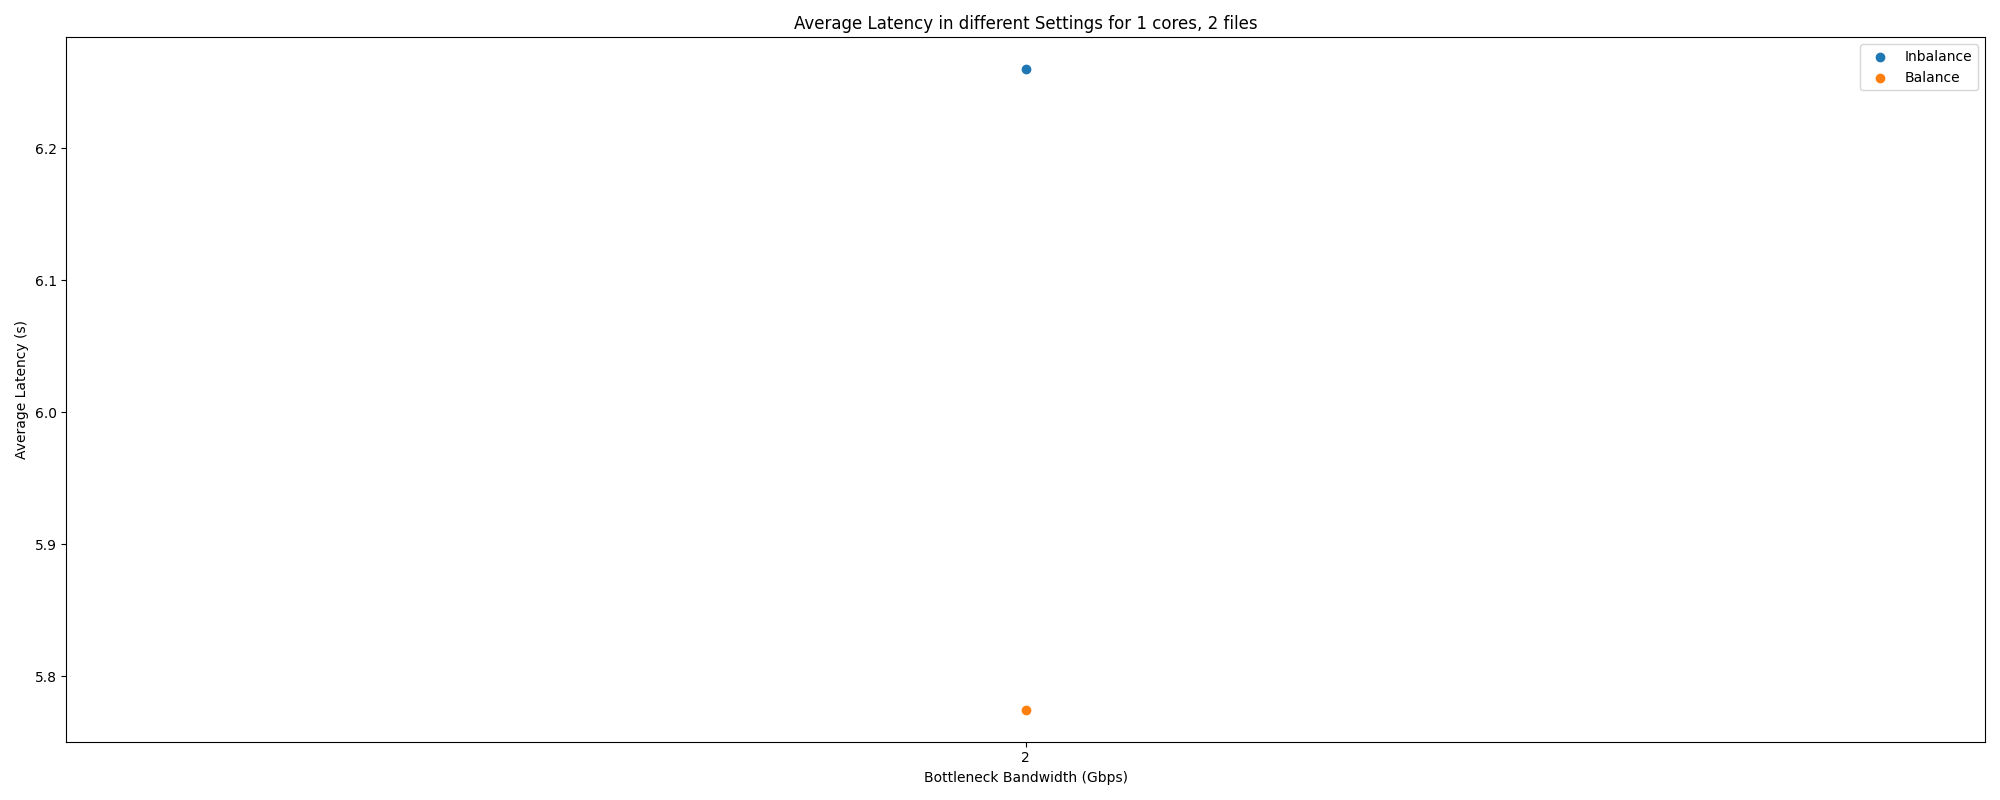 Average Latency in different Settings for 1 cores, 2 files
Inbalance
Balance
Average Latency (s)
6.2
6.1
6.0
5.9
5.8
2
Bottleneck Bandwidth (Gbps)